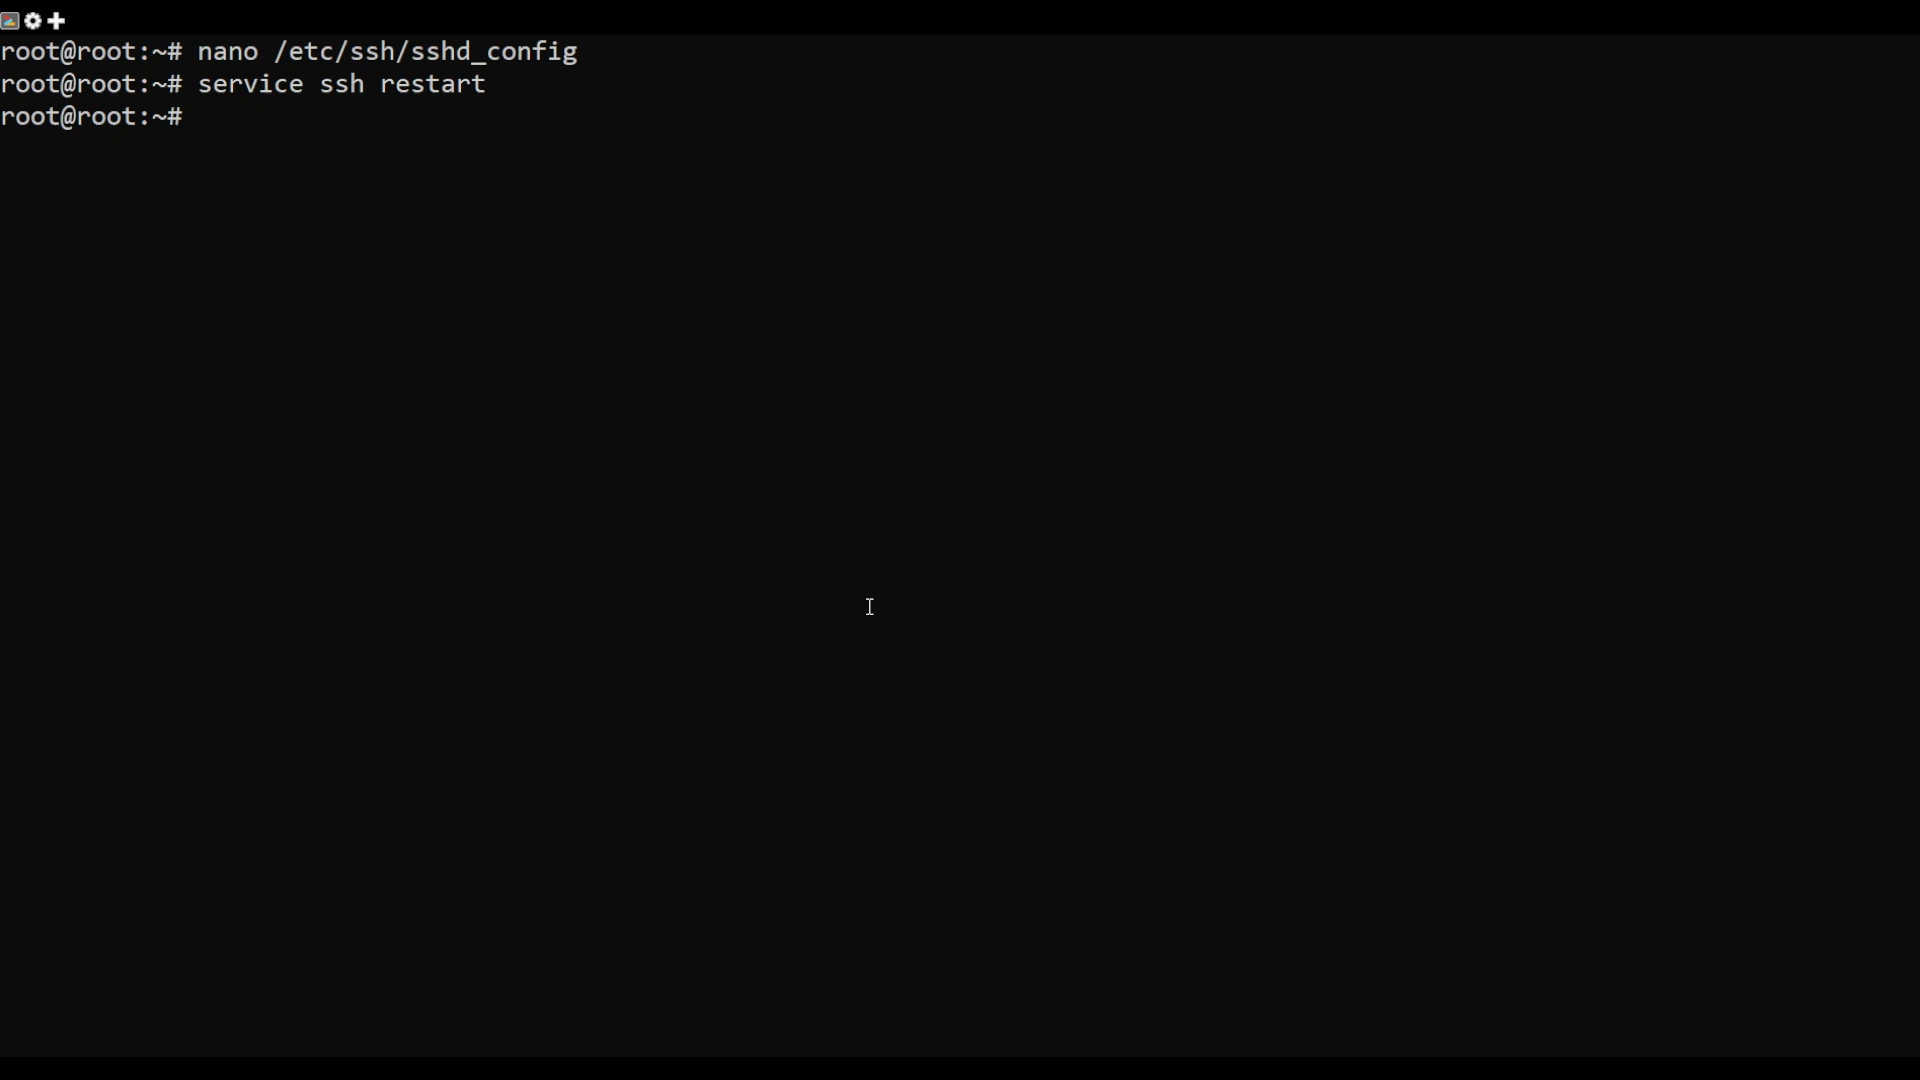 root@root:~# nano /etc/ssh/sshd_config
root@root:~# service ssh restart
root@root:~#